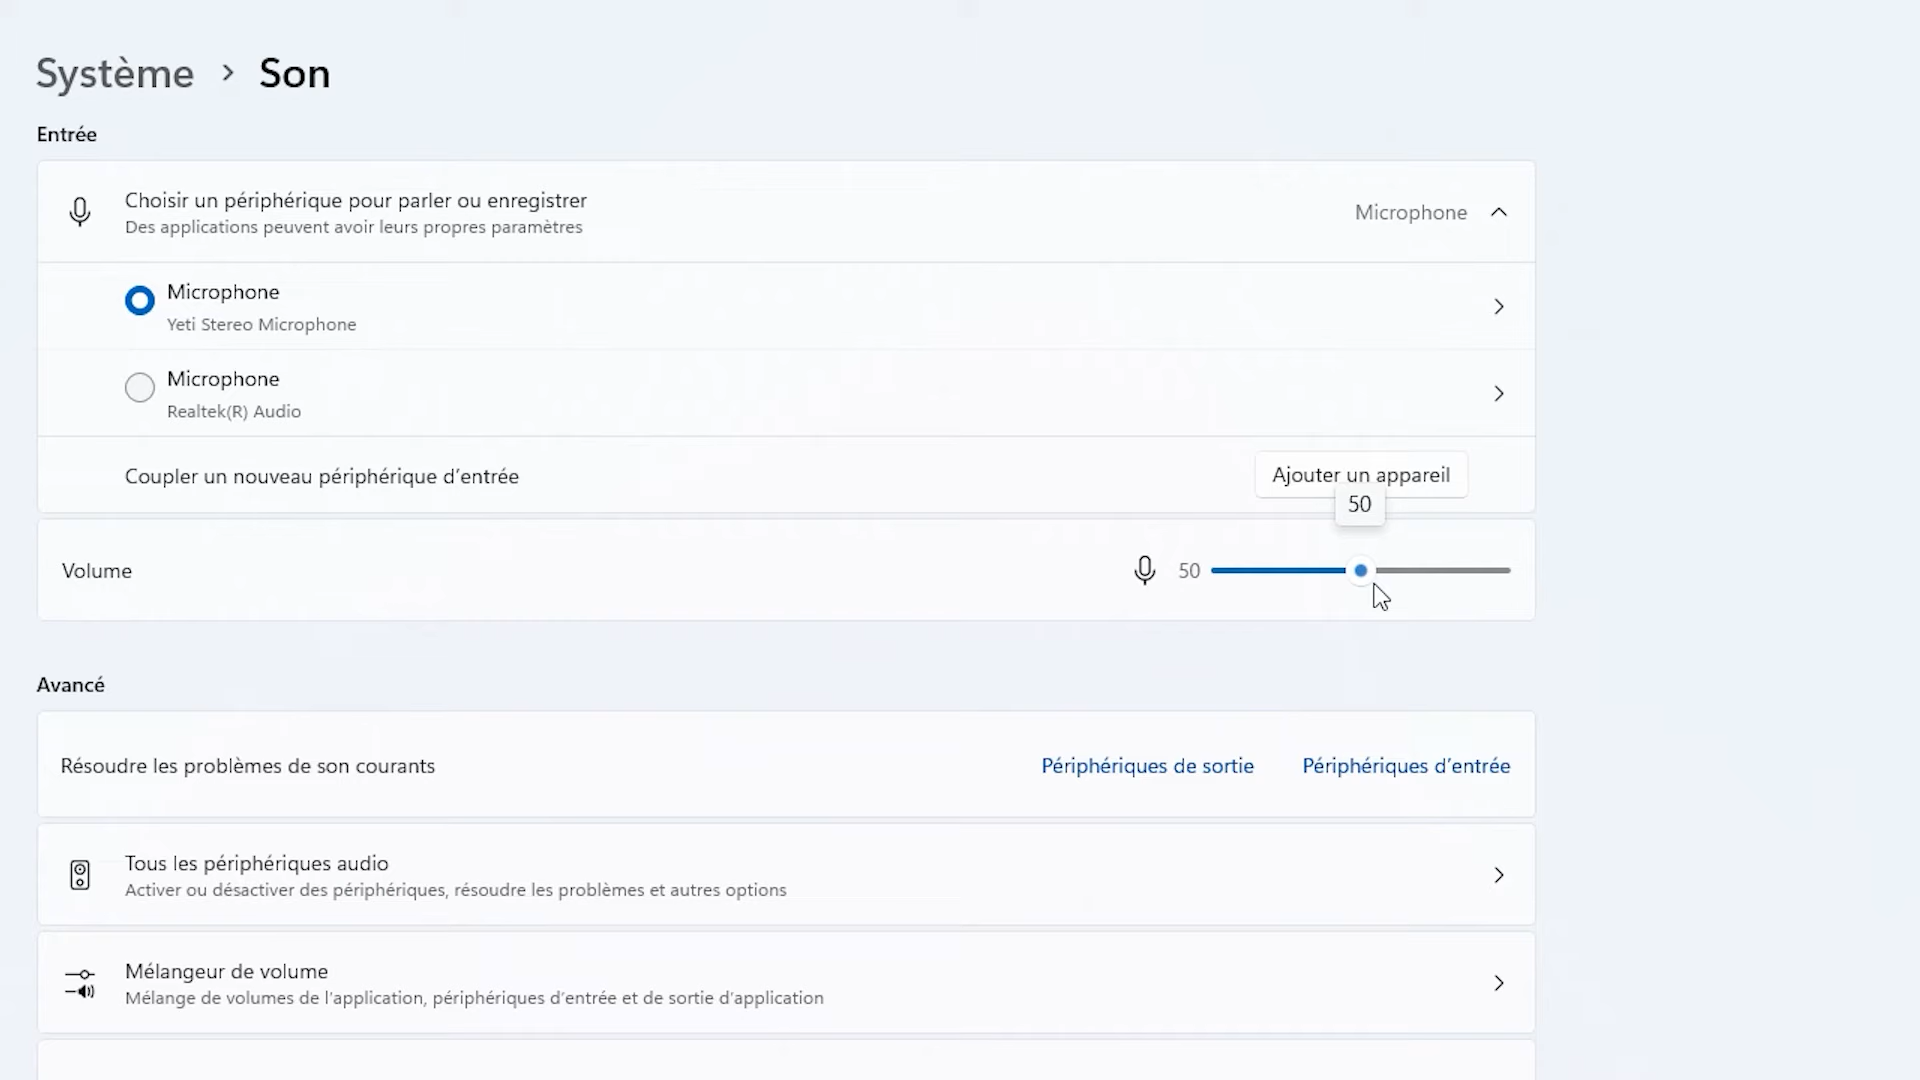 Système > Son
Entrée
Choisir un périphérique pour parler ou enregistrer
Des applications peuvent avoir leurs propres paramètres
Microphone
Microphone
Yeti Stereo Microphone
Microphone
Realtek(R) Audio
Coupler un nouveau périphérique d’entrée
Ajouter un appareil
50
Volume
50
Avancé
Résoudre les problèmes de son courants
Périphériques de sortie
Périphériques d’entrée
Tous les périphériques audio
Activer ou désactiver des périphériques, résoudre les problèmes et autres options
Mélangeur de volume
Mélange de volumes de l’application, périphériques d’entrée et de sortie d’application